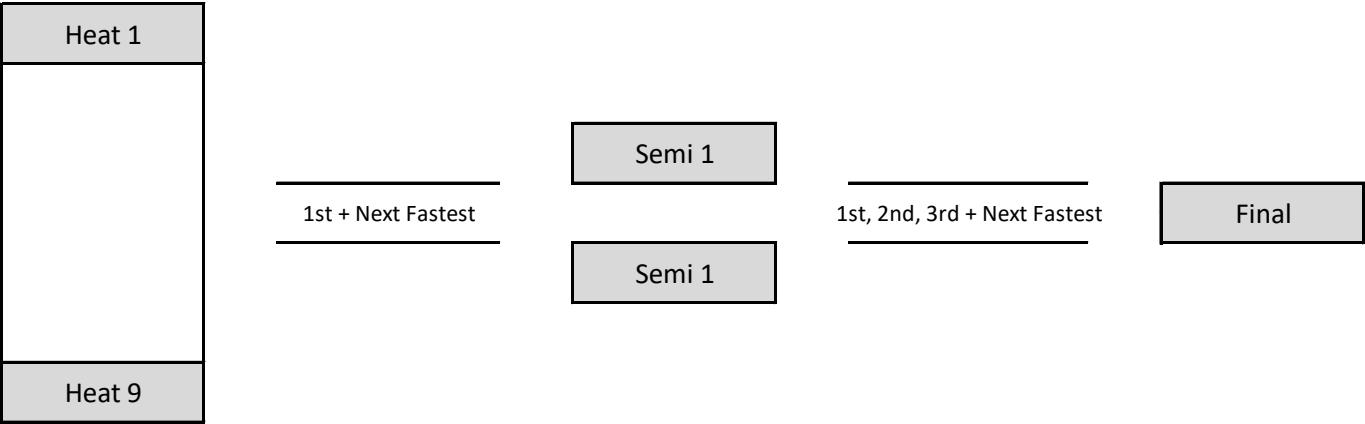 Heat 1
Semi 1
1st + Next Fastest
1st, 2nd, 3rd + Next Fastest
Final
Semi 1
Heat 9